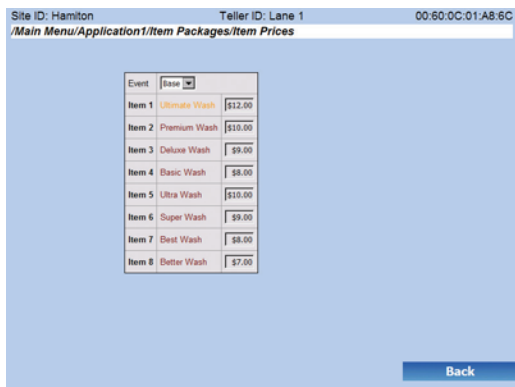 Site ID: Hamiton Teller ID: Lane 1 00:60:0C:01:A8:6C
/Main Menu/Application1/Item Packages/Item Prices
Event Base
Item 1 Ultimate Wash $12.00
Item 2 Premium Wash $10.00
Item 3 Deluxe Wash $9.00
Item 4 Basic Wash $8.00
Item 5 Ultra Wash $10.00
Item 6 Super Wash $9.00
Item 7 Best Wash $8.00
Item 8 Better Wash $7.00
Back